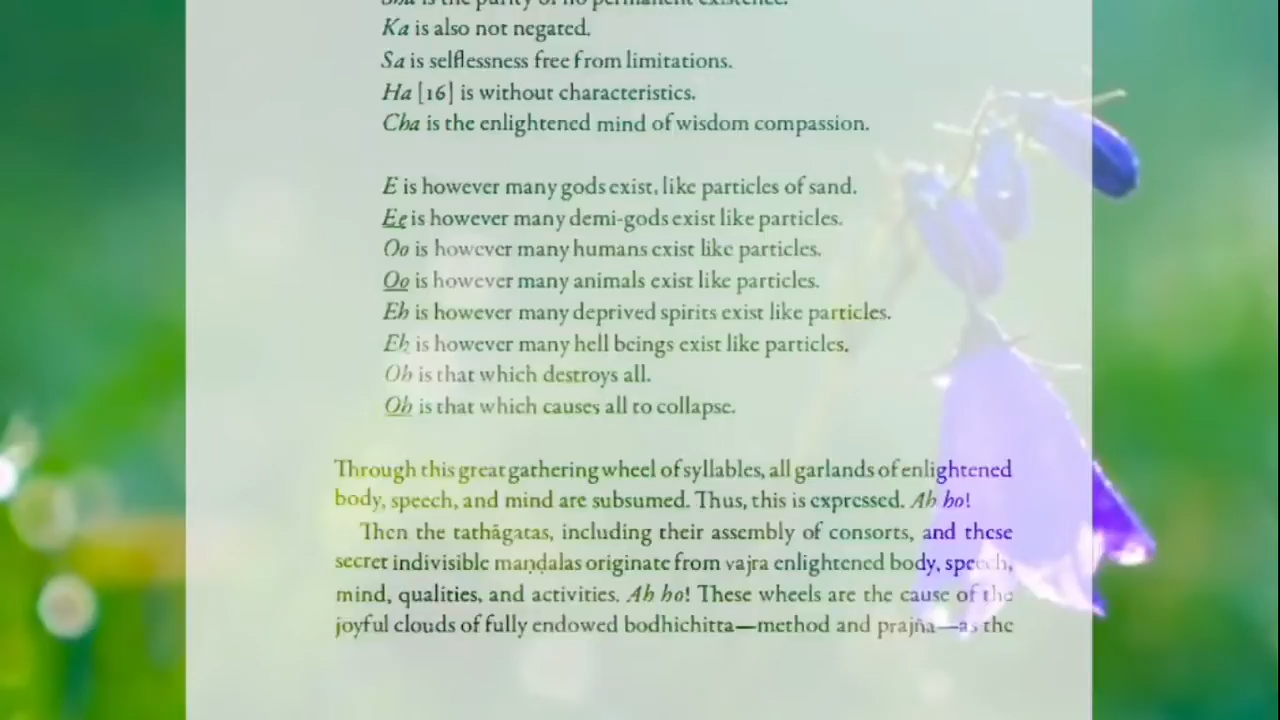 is the purity of no permanent existence.
Ka is also not negated.
Sa is selflessness free from limitations.
Ha [16] is without characteristics.
Cha is the enlightened mind of wisdom compassion.
E is however many gods exist, like particles of sand.
Ee is however many demi-gods exist like particles.
Oo is however many humans exist like particles.
Oo is however many animals exist like particles.
Eh is however many deprived spirits exist like particles.
Eh is however many hell beings exist like particles.
Oh is that which destroys all.
Oh is that which causes all to collapse.
Through this great gathering wheel of syllables, all garlands of enlightened
body, speech, and mind are subsumed. Thus, this is expressed. Ah ho!
Then the tathāgatas, including their assembly of consorts, and these
secret indivisible maṇḍalas originate from vajra enlightened body, speech,
mind, qualities, and activities. Ah ho! These wheels are the cause of the
joyful clouds of fully endowed bodhichitta—method and prajña—as the